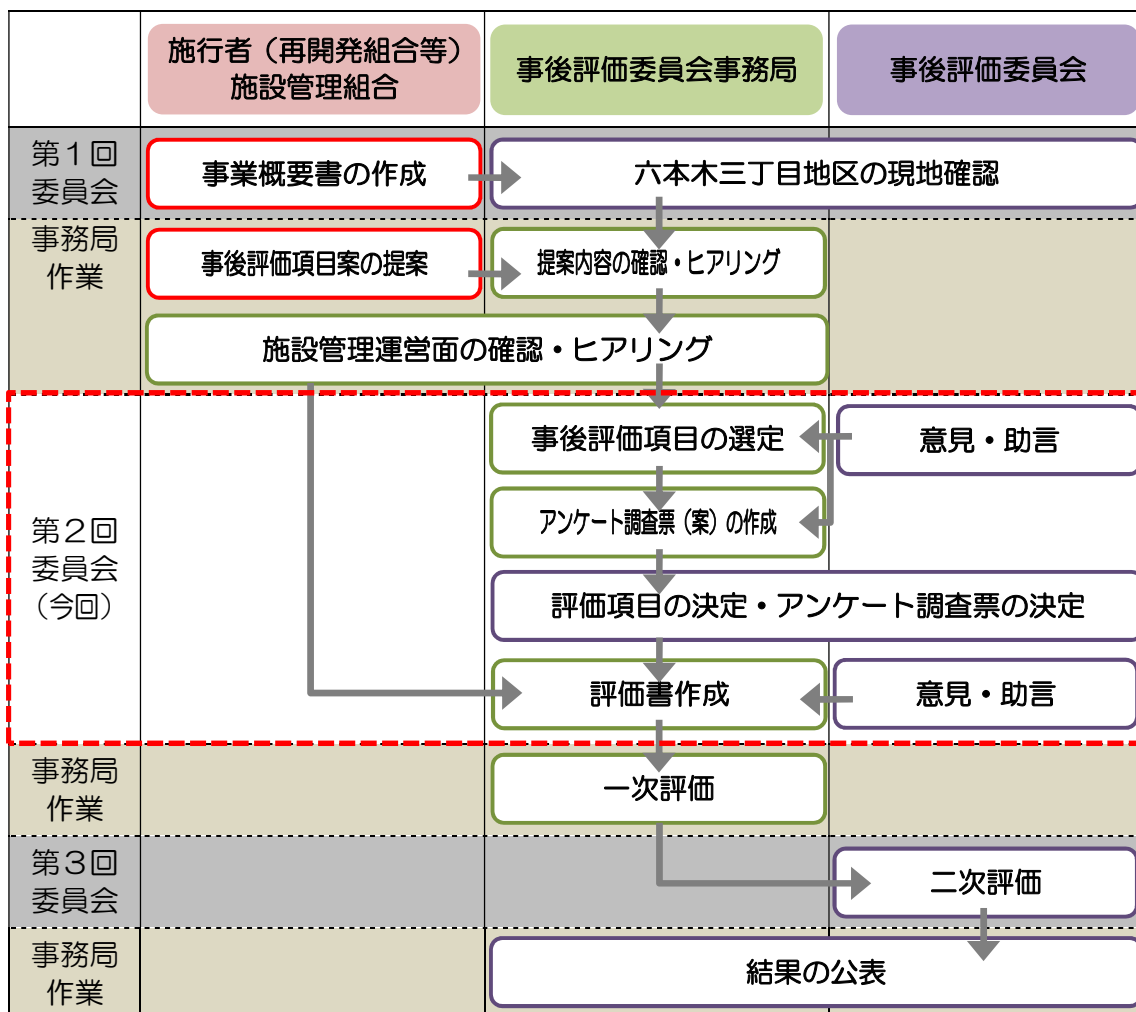 施行者（再開発組合等）
施設管理組合
事後評価委員会事務局
事後評価委員会
第１回
委員会
事業概要書の作成
六本木三丁目地区の現地確認
事務局
作業
事後評価項目案の提案
提案内容の確認・ヒアリング
施設管理運営面の確認・ヒアリング
第２回
委員会
（今回）
事後評価項目の選定
意見・助言
アンケート調査票（案）の作成
評価項目の決定・アンケート調査票の決定
評価書作成
意見・助言
事務局
作業
一次評価
第３回
委員会
二次評価
事務局
作業
結果の公表